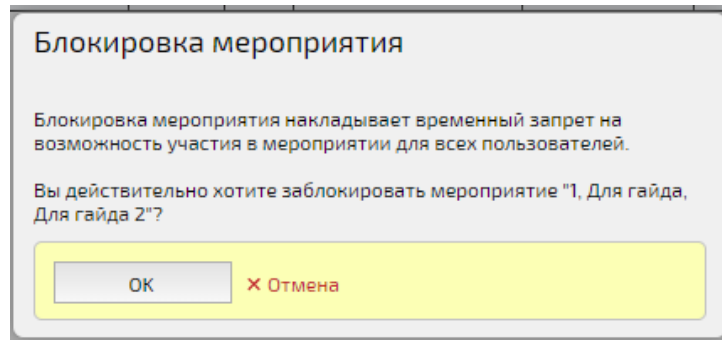 Блокировка мероприятия
Блокировка мероприятия накладывает временный запрет на
возможность участия в мероприятии для всех пользователей.
Вы действительно хотите заблокировать мероприятие "1, Для гайда,
Для гайда 2"?
ОК
✕ Отмена